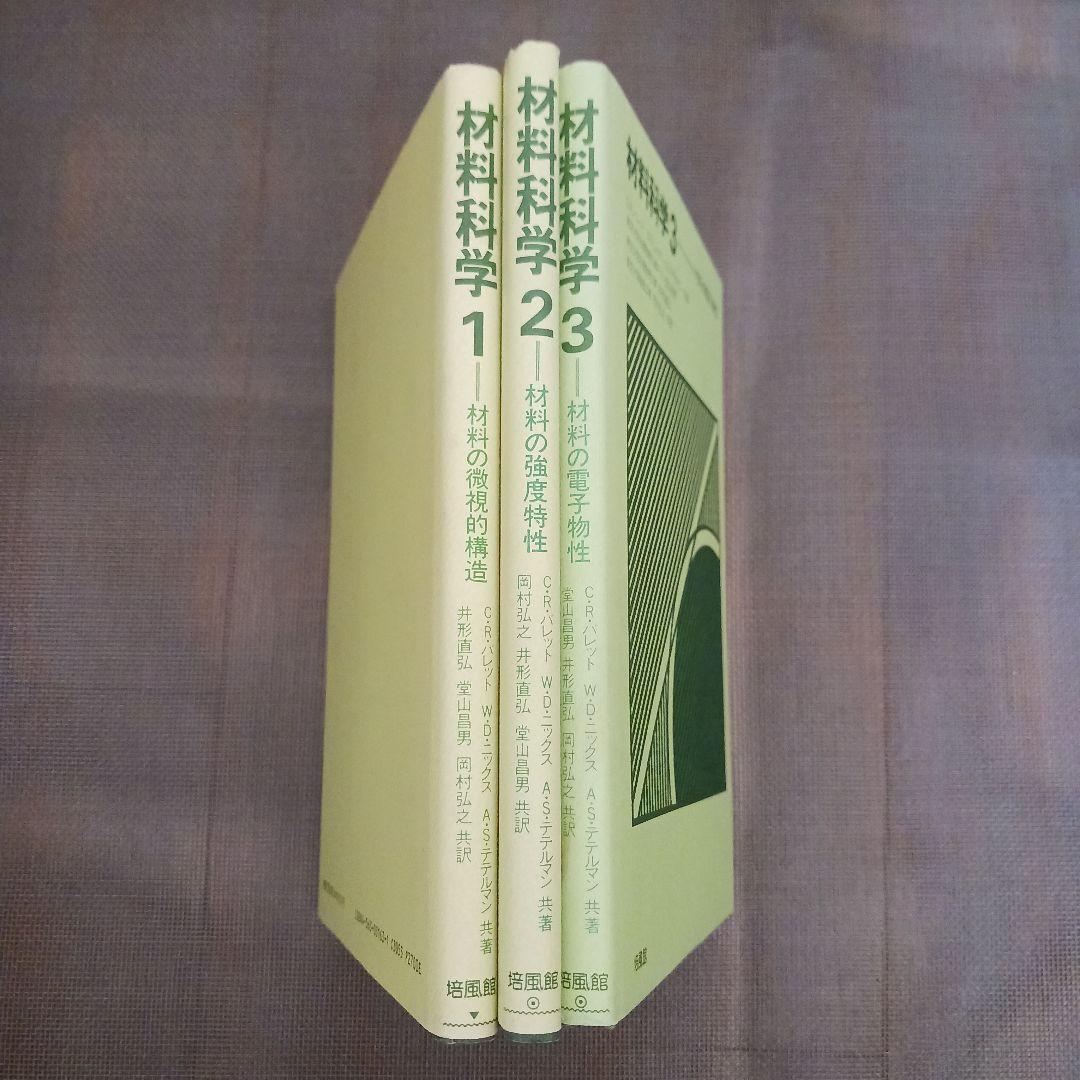 材料科学 1——材料の微視的構造
C・R・バレット W・D・ニックス A・S・テテルマン 共著
井形直弘 堂山昌男 岡村弘之 共訳
培風館
材料科学 2——材料の強度特性
C・R・バレット W・D・ニックス A・S・テテルマン 共著
岡村弘之 井形直弘 堂山昌男 共訳
培風館
材料科学 3——材料の電子物性
C・R・バレット W・D・ニックス A・S・テテルマン 共著
堂山昌男 井形直弘 岡村弘之 共訳
培風館
材料科学3
培風館
C3055 P2700E